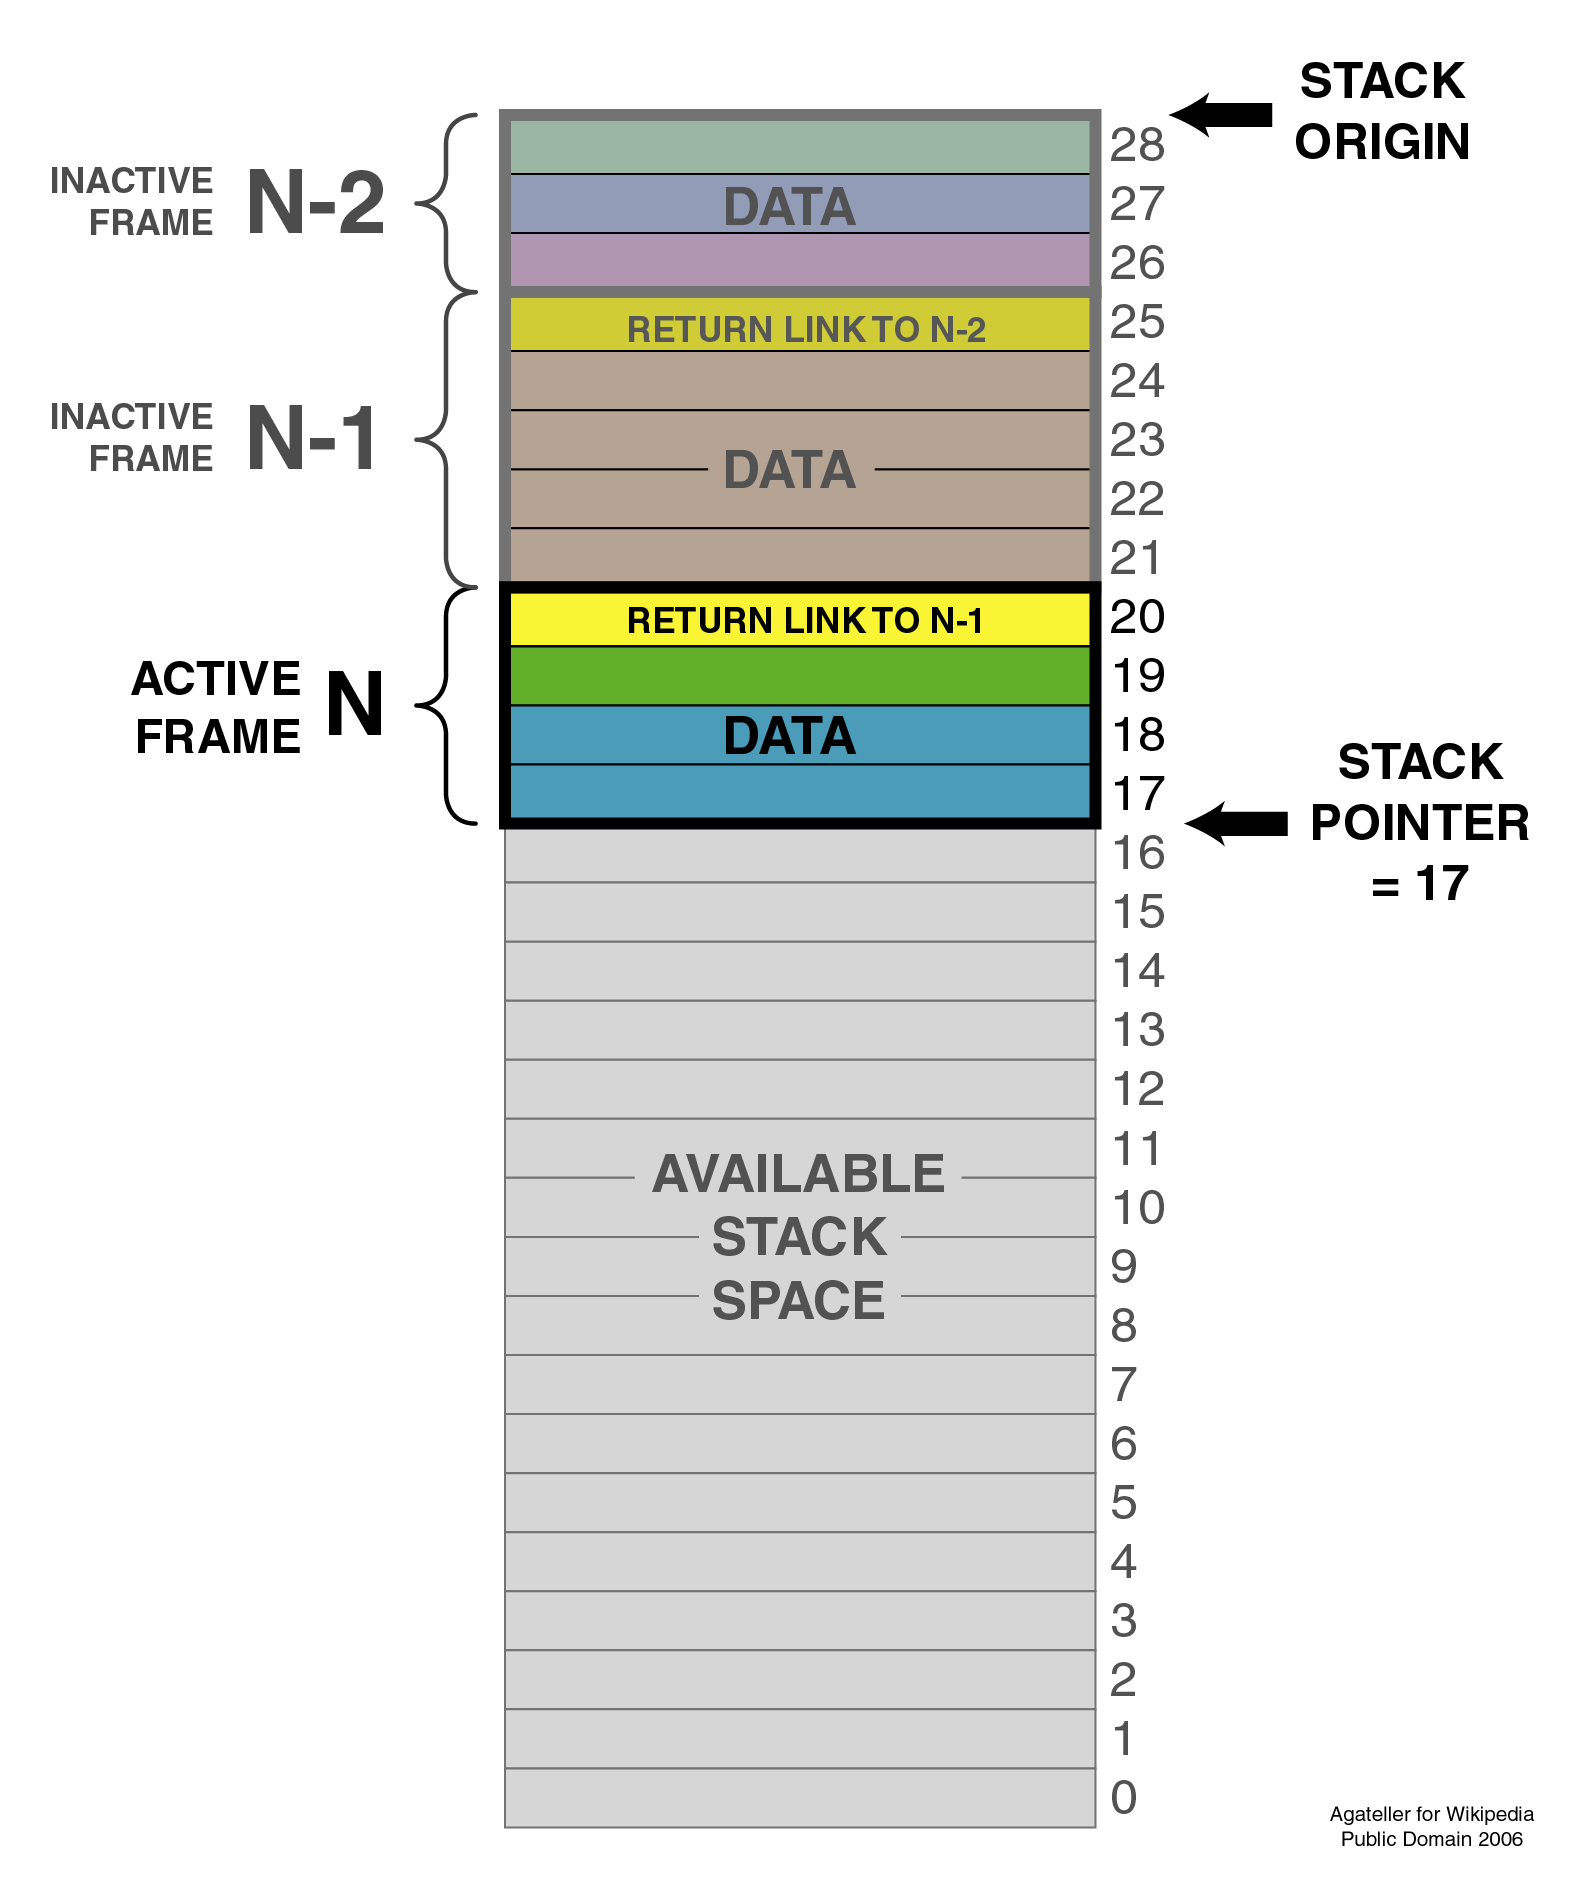 STACK
ORIGIN
28
INACTIVE
FRAME
N-2
DATA
27
26
RETURN LINK TO N-2
25
24
INACTIVE
FRAME
N-1
23
DATA
22
21
RETURN LINK TO N-1
20
19
ACTIVE
FRAME
N
DATA
18
17
STACK
POINTER
= 17
16
15
14
13
12
11
AVAILABLE
STACK
SPACE
10
9
8
7
6
5
4
3
2
1
0
Agateller for Wikipedia
Public Domain 2006